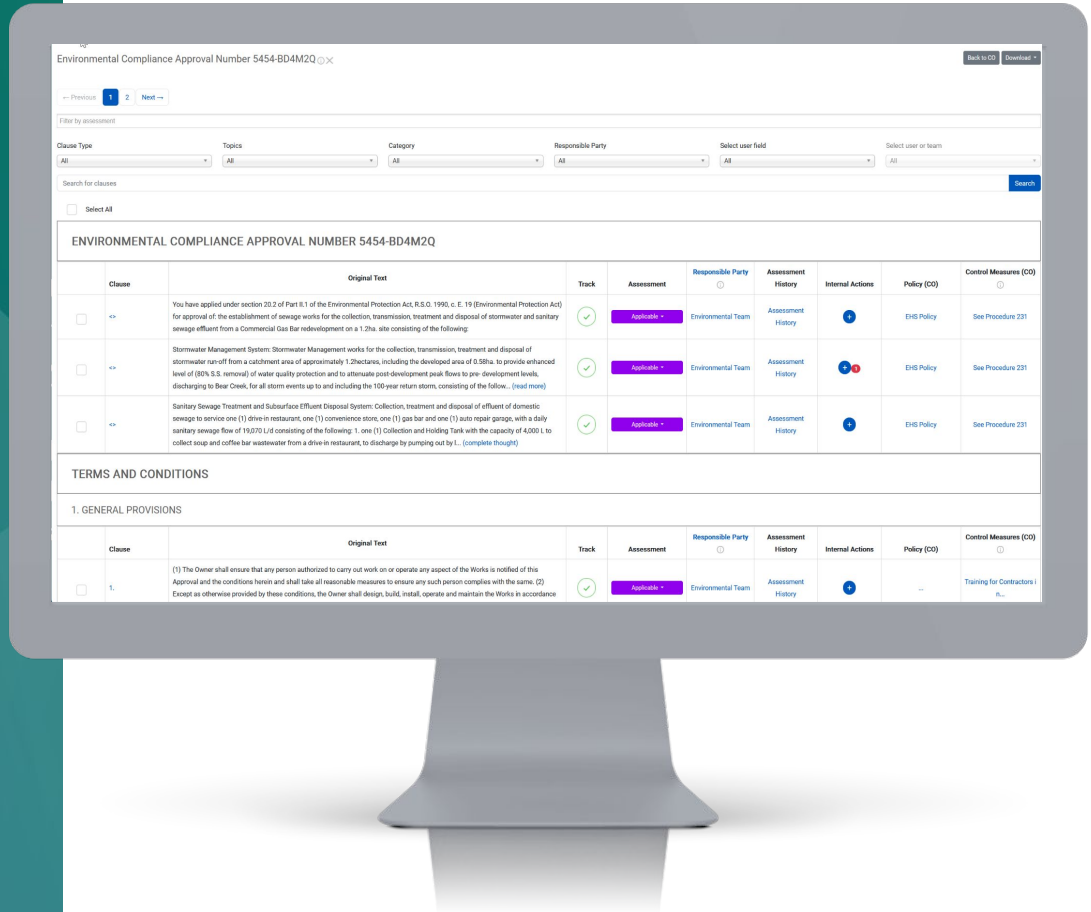 Environmental Compliance Approval Number 5454-BD4M2Q
Back to CO Download
← Previous 1 2 Next →
Filter by assessment
Clause Type Topics Category Responsible Party Select user field Select user or team
All All All All All All
Search for clauses Search
Select All
ENVIRONMENTAL COMPLIANCE APPROVAL NUMBER 5454-BD4M2Q
Clause Original Text Track Assessment Responsible Party Assessment History Internal Actions Policy (CO) Control Measures (CO)
<> You have applied under section 20.2 of Part II.1 of the Environmental Protection Act, R.S.O. 1990, c. E. 19 (Environmental Protection Act)
for approval of: the establishment of sewage works for the collection, transmission, treatment and disposal of stormwater and sanitary
sewage effluent from a Commercial Gas Bar redevelopment on a 1.2ha. site consisting of the following:
Applicable Environmental Team Assessment History + EHS Policy See Procedure 231
<> Stormwater Management System: Stormwater Management works for the collection, transmission, treatment and disposal of
stormwater run-off from a catchment area of approximately 1.2hectares, including the developed area of 0.58ha. to provide enhanced
level of (80% S.S. removal) of water quality protection and to attenuate post-development peak flows to pre- development levels,
discharging to Bear Creek, for all storm events up to and including the 100-year return storm, consisting of the follow... (read more)
Applicable Environmental Team Assessment History + 1 EHS Policy See Procedure 231
<> Sanitary Sewage Treatment and Subsurface Effluent Disposal System: Collection, treatment and disposal of effluent of domestic
sewage to service one (1) drive-in restaurant, one (1) convenience store, one (1) gas bar and one (1) auto repair garage, with a daily
sanitary sewage flow of 19,070 L/d consisting of the following: 1. one (1) Collection and Holding Tank with the capacity of 4,000 L to
collect soup and coffee bar wastewater from a drive-in restaurant, to discharge by pumping out by l... (complete thought)
Applicable Environmental Team Assessment History + EHS Policy See Procedure 231
TERMS AND CONDITIONS
1. GENERAL PROVISIONS
Clause Original Text Track Assessment Responsible Party Assessment History Internal Actions Policy (CO) Control Measures (CO)
1. (1) The Owner shall ensure that any person authorized to carry out work on or operate any aspect of the Works is notified of this
Approval and the conditions herein and shall take all reasonable measures to ensure any such person complies with the same. (2)
Except as otherwise provided by these conditions, the Owner shall design, build, install, operate and maintain the Works in accordance
Applicable Environmental Team Assessment History + ... Training for Contractors i n...